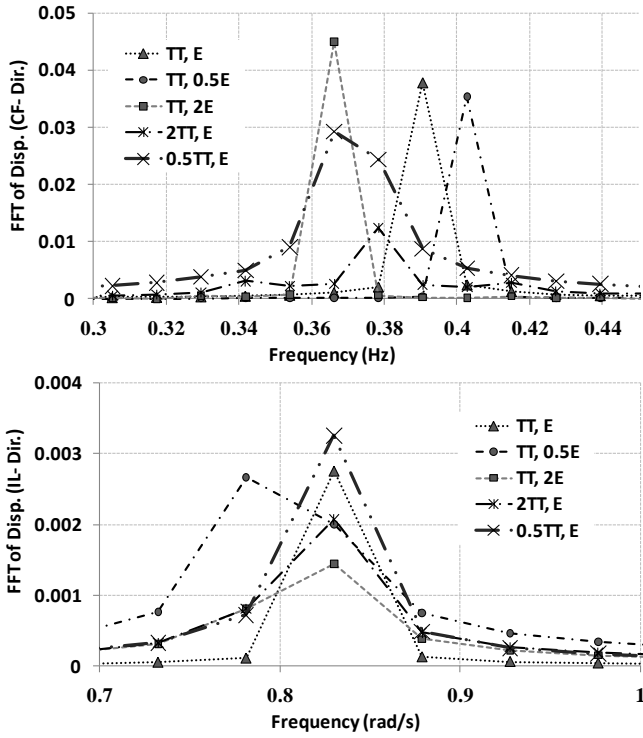 FFT of Disp. (CF- Dir.)
0.05
0.04
0.03
0.02
0.01
0
TT, E
TT, 0.5E
TT, 2E
2TT, E
0.5TT, E
0.3 0.32 0.34 0.36 0.38 0.4 0.42 0.44
Frequency (Hz)
FFT of Disp. (IL- Dir.)
0.004
0.003
0.002
0.001
0
TT, E
TT, 0.5E
TT, 2E
2TT, E
0.5TT, E
0.7 0.8 0.9 1
Frequency (rad/s)